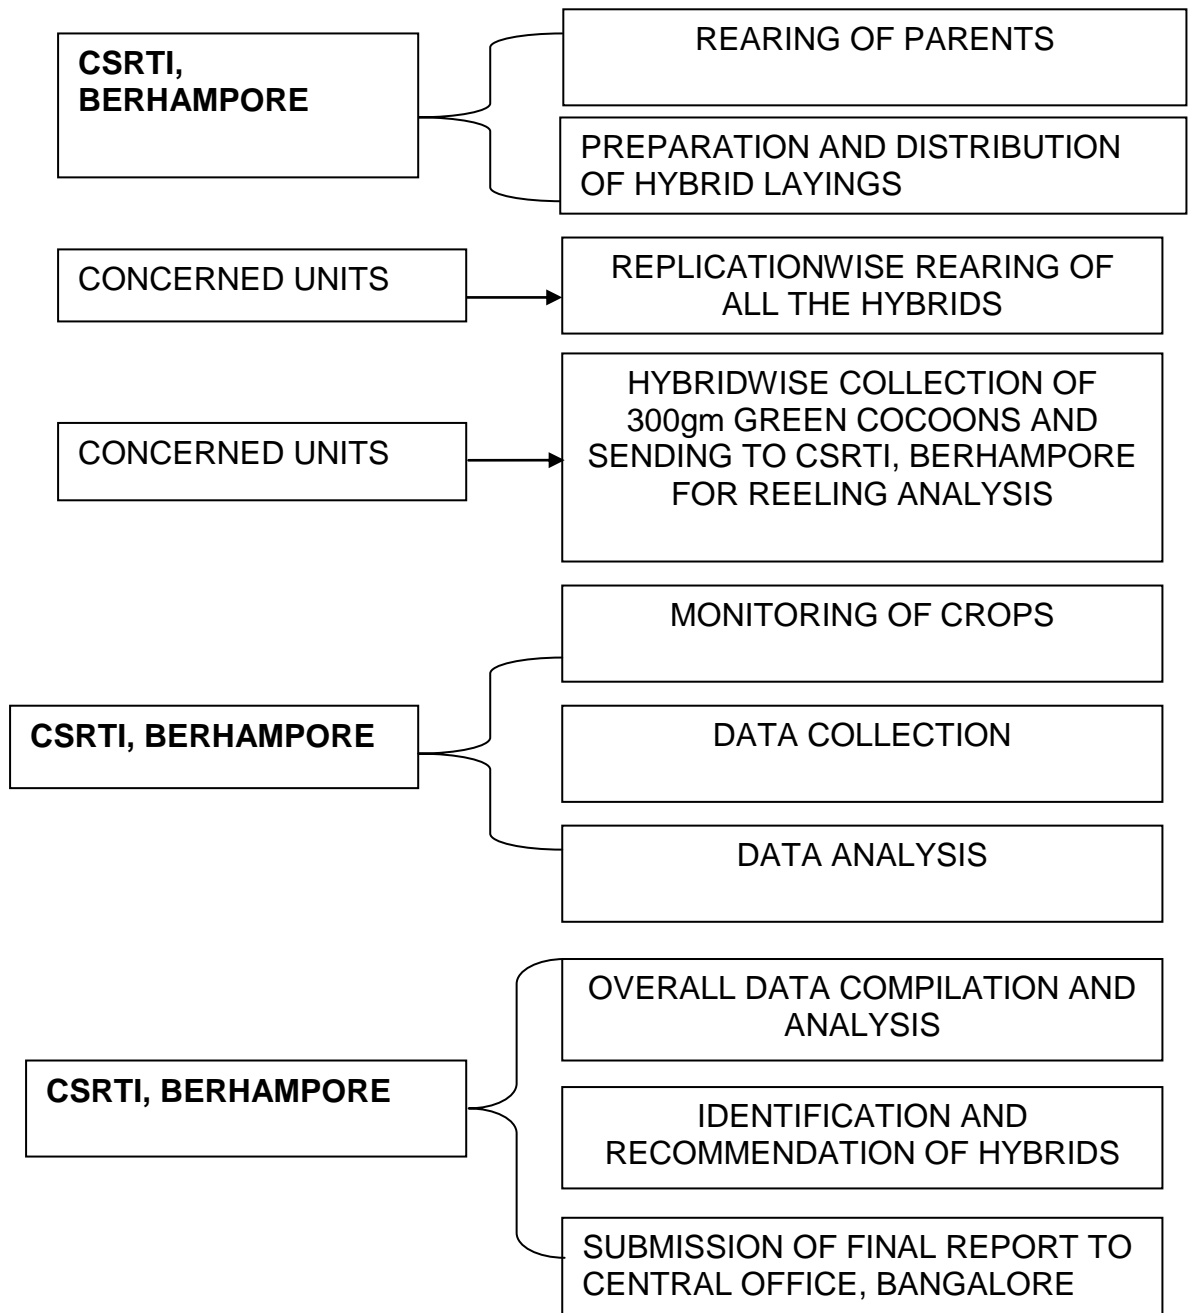 CSRTI,
BERHAMPORE
REARING OF PARENTS
PREPARATION AND DISTRIBUTION
OF HYBRID LAYINGS
CONCERNED UNITS
REPLICATIONWISE REARING OF
ALL THE HYBRIDS
CONCERNED UNITS
HYBRIDWISE COLLECTION OF
300gm GREEN COCOONS AND
SENDING TO CSRTI, BERHAMPORE
FOR REELING ANALYSIS
CSRTI, BERHAMPORE
MONITORING OF CROPS
DATA COLLECTION
DATA ANALYSIS
CSRTI, BERHAMPORE
OVERALL DATA COMPILATION AND
ANALYSIS
IDENTIFICATION AND
RECOMMENDATION OF HYBRIDS
SUBMISSION OF FINAL REPORT TO
CENTRAL OFFICE, BANGALORE